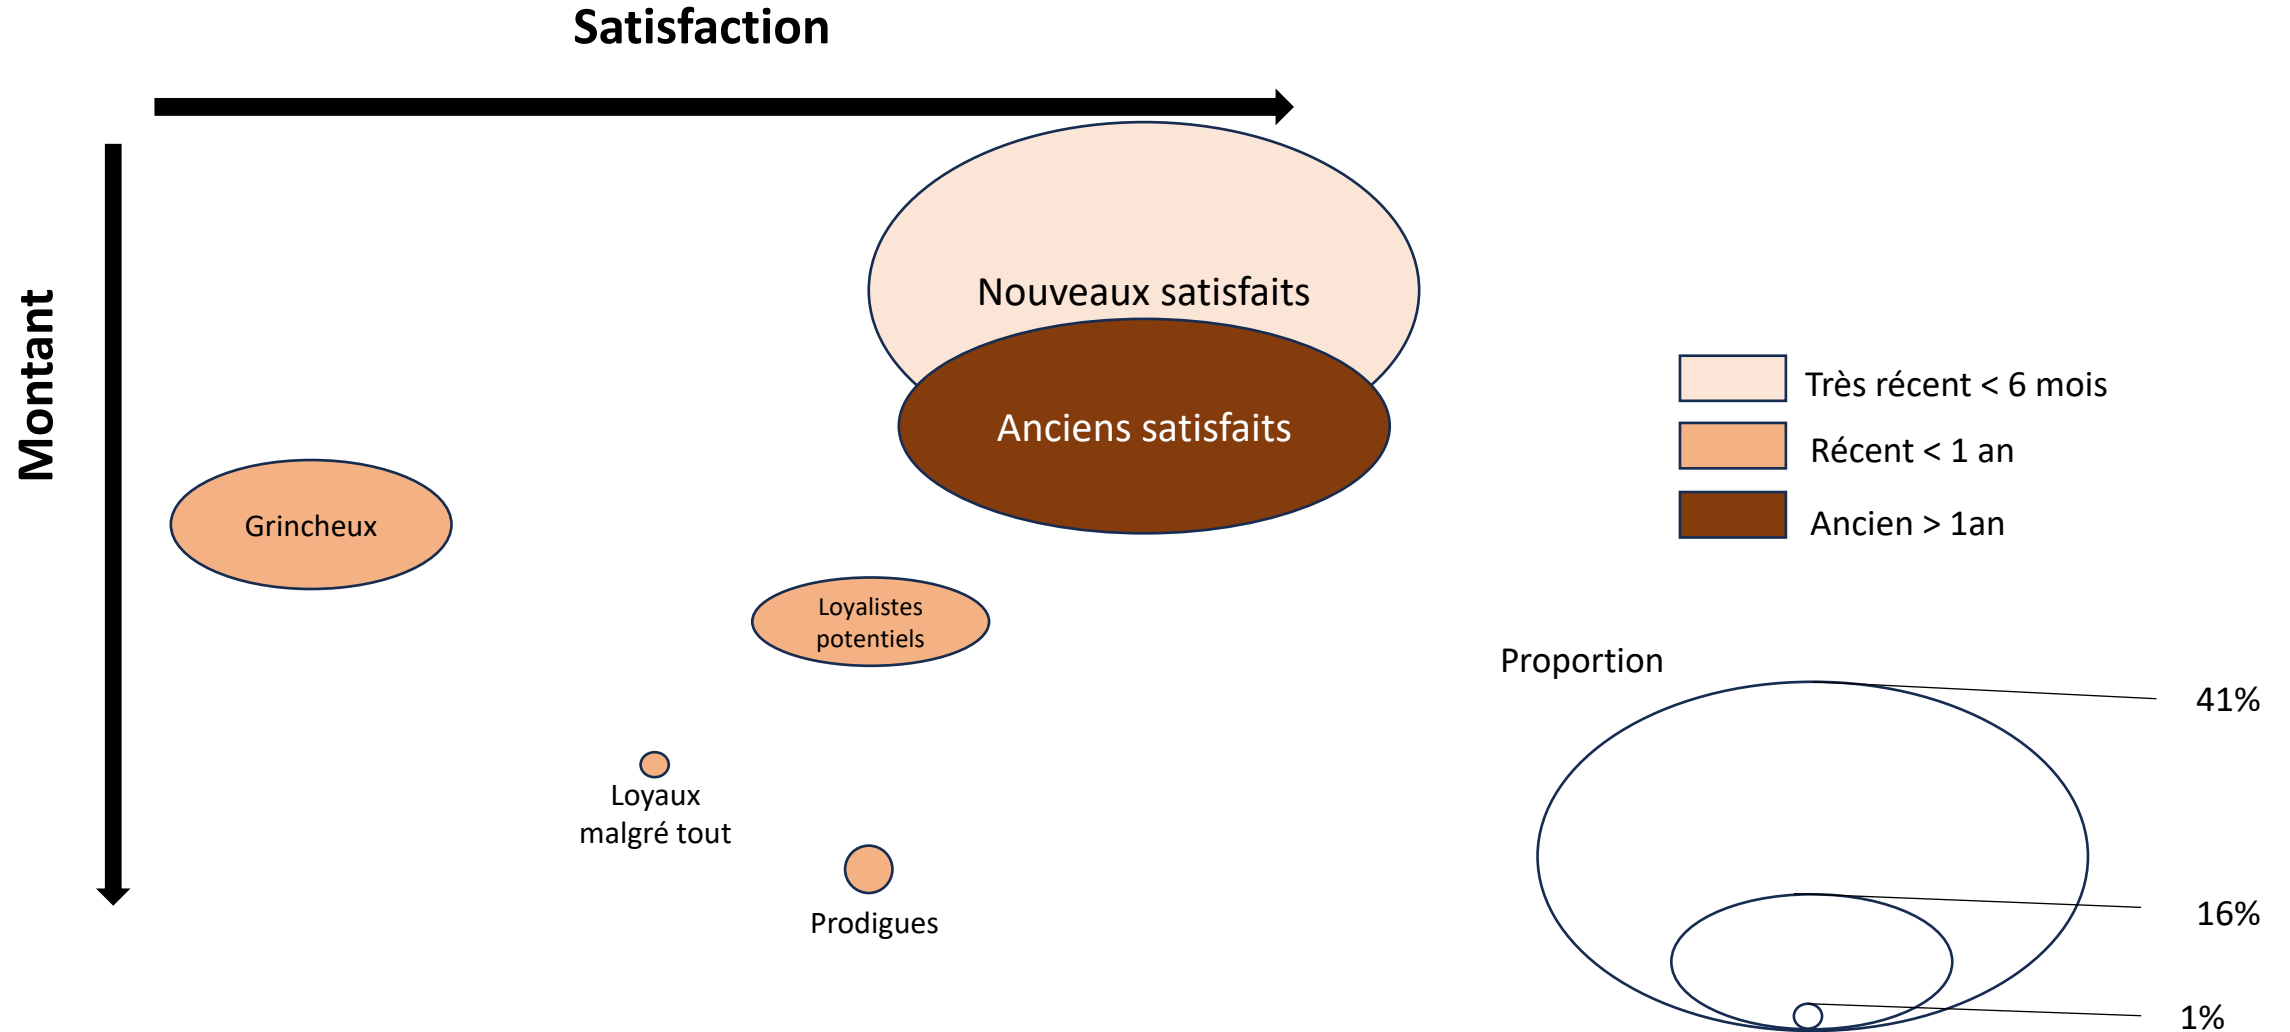 Satisfaction
Montant
Nouveaux satisfaits
Anciens satisfaits
Grincheux
Loyalistes
potentiels
Loyaux
malgré tout
Prodigues
Très récent < 6 mois
Récent < 1 an
Ancien > 1an
Proportion
41%
16%
1%